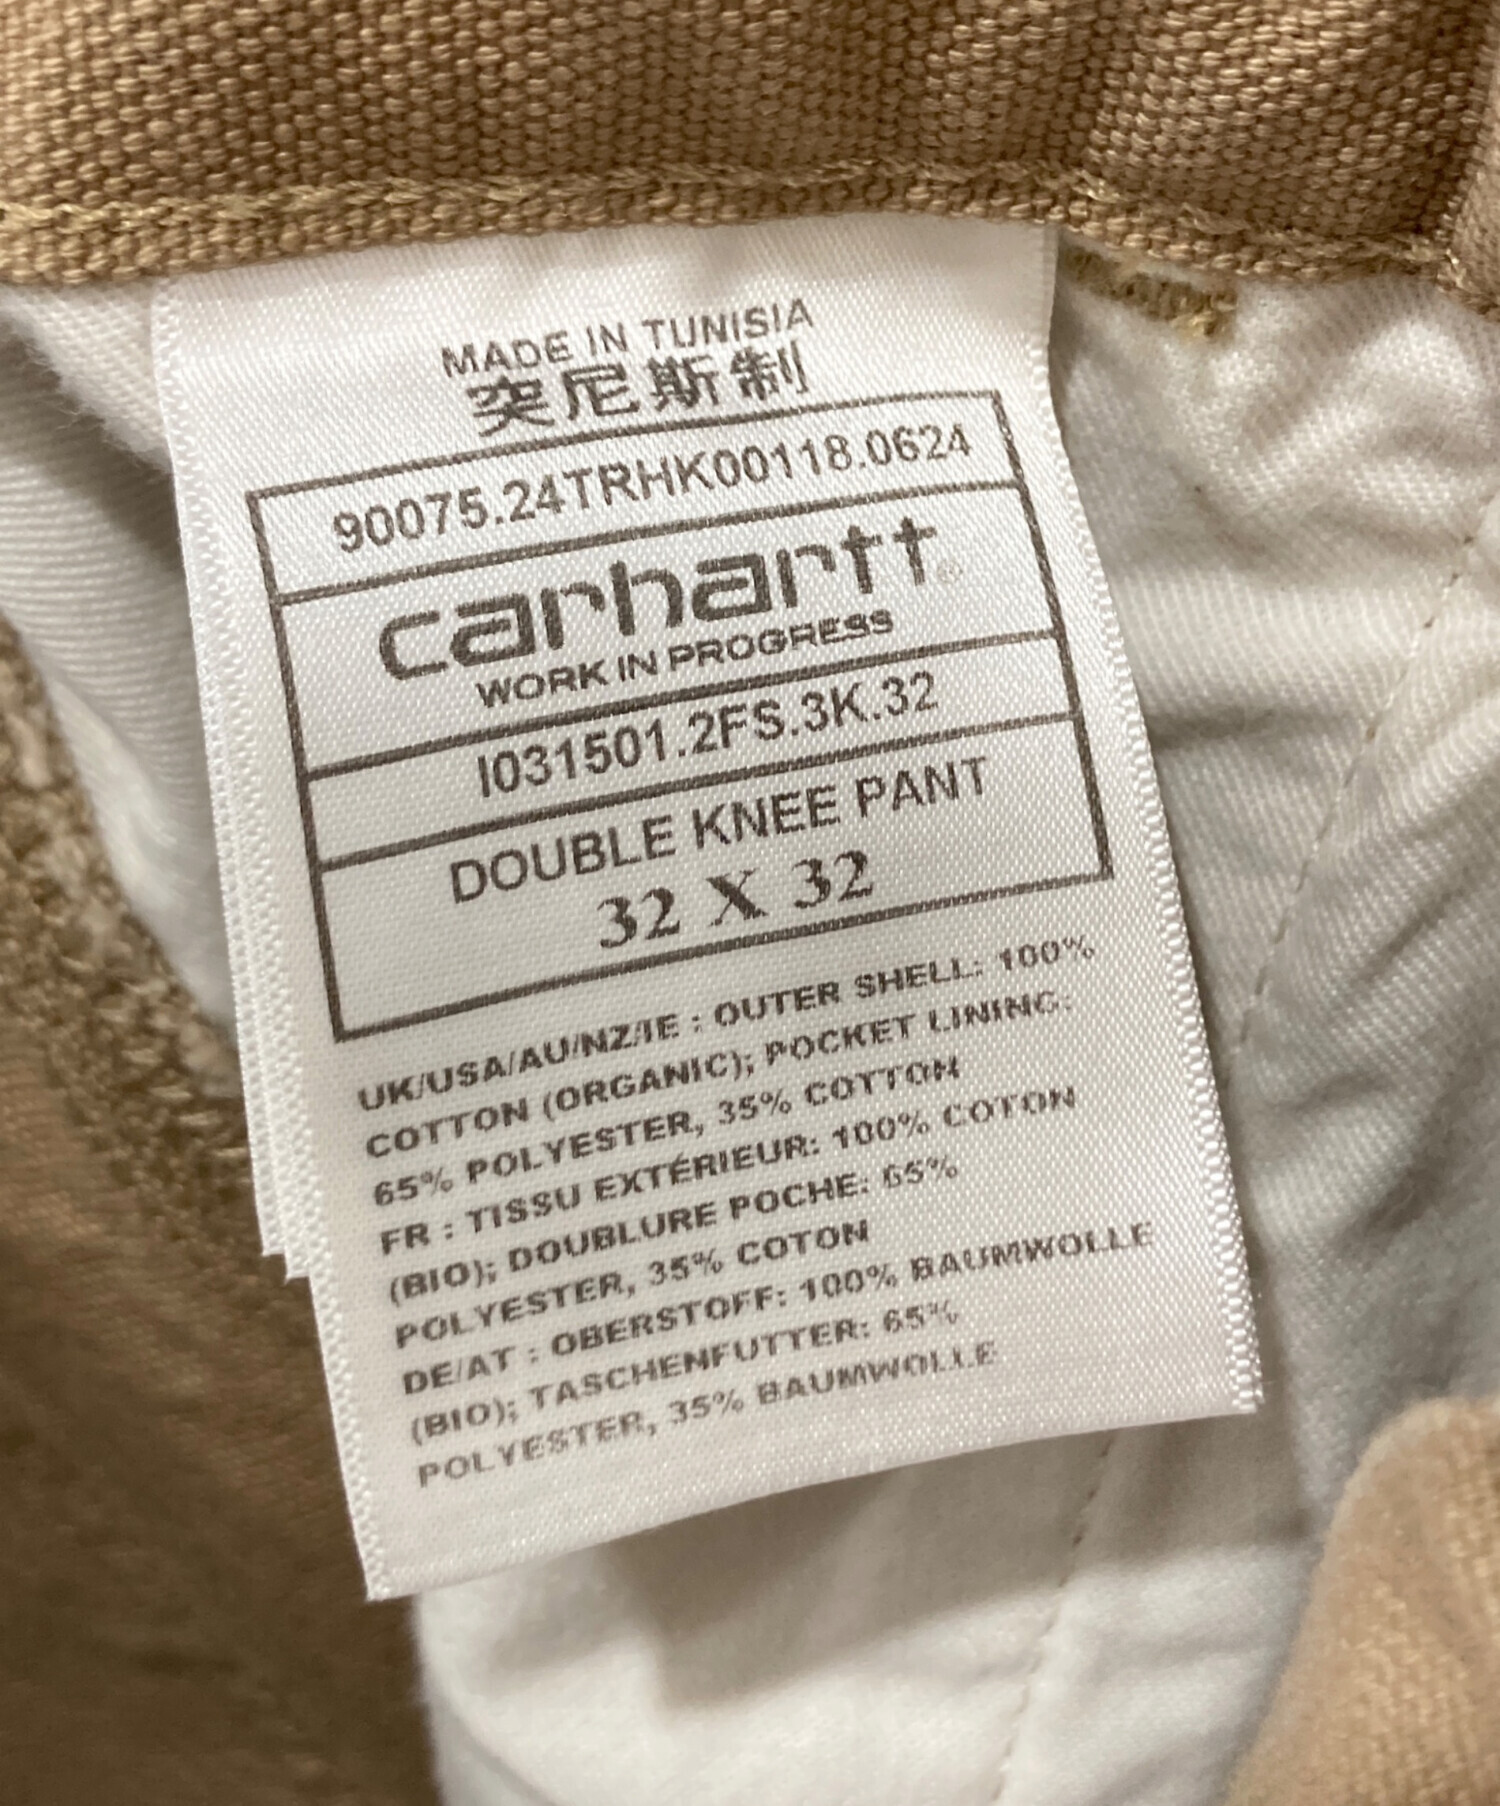 MADE IN TUNISIA
突尼斯制
90075.24TRHK00118.0624
carhartt®
WORK IN PROGRESS
I031501.2FS.3K.32
DOUBLE KNEE PANT
32 X 32
UK/USA/AU/NZ/IE : OUTER SHELL: 100%
COTTON (ORGANIC); POCKET LINING:
65% POLYESTER, 35% COTTON
FR : TISSU EXTÉRIEUR: 100% COTON
(BIO); DOUBLURE POCHE: 65%
POLYESTER, 35% COTON
DE/AT : OBERSTOFF: 100% BAUMWOLLE
(BIO); TASCHENFUTTER: 65%
POLYESTER, 35% BAUMWOLLE